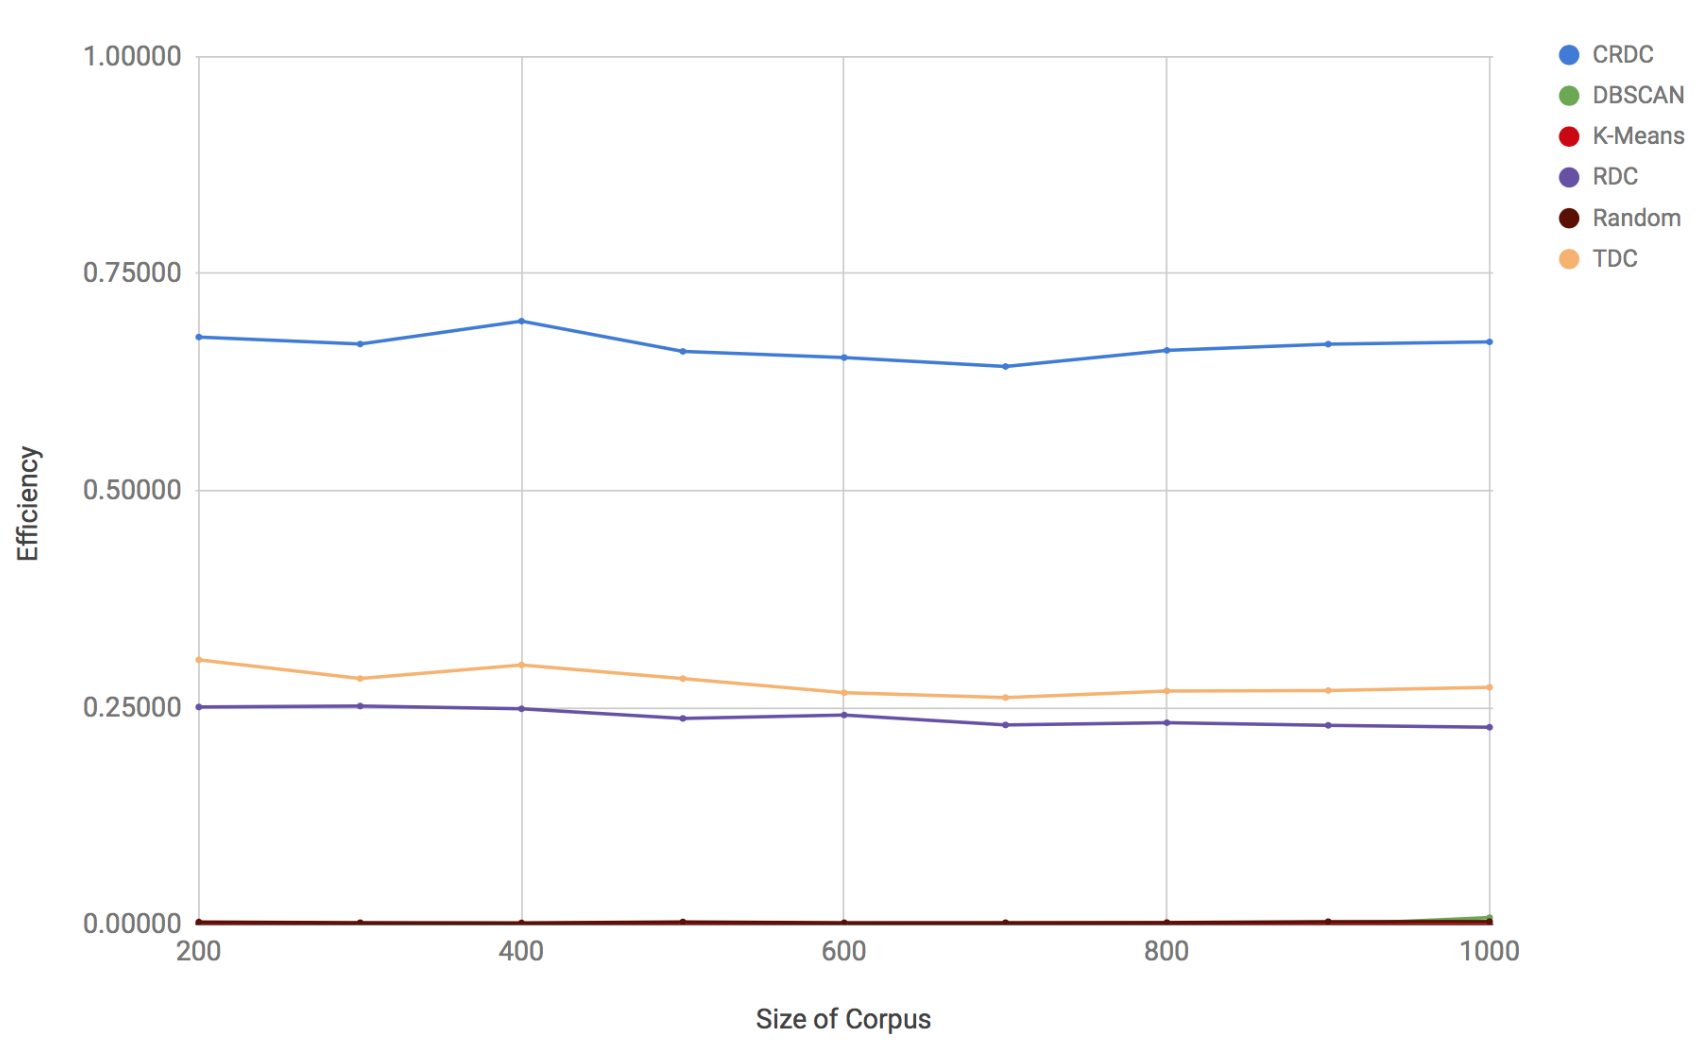 1.00000
0.75000
0.50000
0.25000
0.00000
Efficiency
200 400 600 800 1000
Size of Corpus
CRDC
DBSCAN
K-Means
RDC
Random
TDC